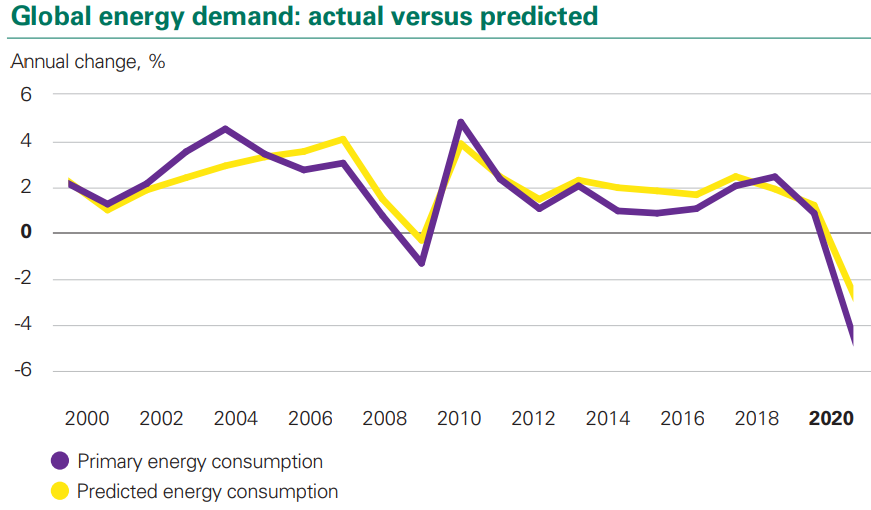 Global energy demand: actual versus predicted
Annual change, %
6
4
2
0
-2
-4
-6
2000 2002 2004 2006 2008 2010 2012 2014 2016 2018 2020
Primary energy consumption
Predicted energy consumption